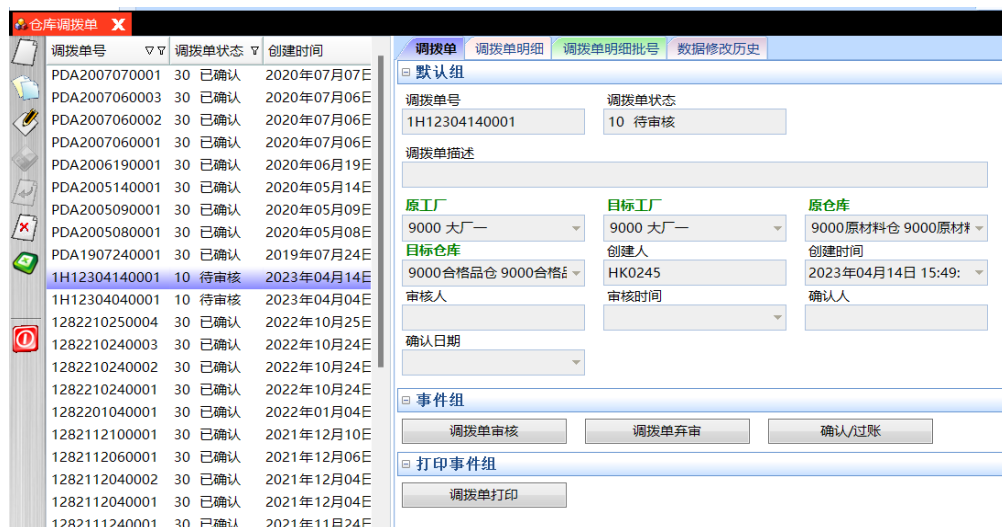 仓库调拨单 X
调拨单号 调拨单状态 创建时间
PDA2007070001 30 已确认 2020年07月07日
PDA2007060003 30 已确认 2020年07月06日
PDA2007060002 30 已确认 2020年07月06日
PDA2007060001 30 已确认 2020年07月06日
PDA2006190001 30 已确认 2020年06月19日
PDA2005140001 30 已确认 2020年05月14日
PDA2005090001 30 已确认 2020年05月09日
PDA2005080001 30 已确认 2020年05月08日
PDA1907240001 30 已确认 2019年07月24日
1H12304140001 10 待审核 2023年04月14日
1H12304040001 10 待审核 2023年04月04日
1282210250004 30 已确认 2022年10月25日
1282210240003 30 已确认 2022年10月24日
1282210240002 30 已确认 2022年10月24日
1282210240001 30 已确认 2022年10月24日
1282201040001 30 已确认 2022年01月04日
1282112100001 30 已确认 2021年12月10日
1282112060001 30 已确认 2021年12月06日
1282112040002 30 已确认 2021年12月04日
1282112040001 30 已确认 2021年12月04日
1282111240001 30 已确认 2021年11月24日
调拨单 调拨单明细 调拨单明细批号 数据修改历史
默认组
调拨单号 调拨单状态
1H12304140001 10 待审核
调拨单描述
原工厂 目标工厂 原仓库
9000 大厂一 9000 大厂一 9000原材料仓 9000原材料
目标仓库 创建人 创建时间
9000合格品仓 9000合格品 HK0245 2023年04月14日 15:49:
审核人 审核时间 确认人
确认日期
事件组
调拨单审核 调拨单弃审 确认/过账
打印事件组
调拨单打印